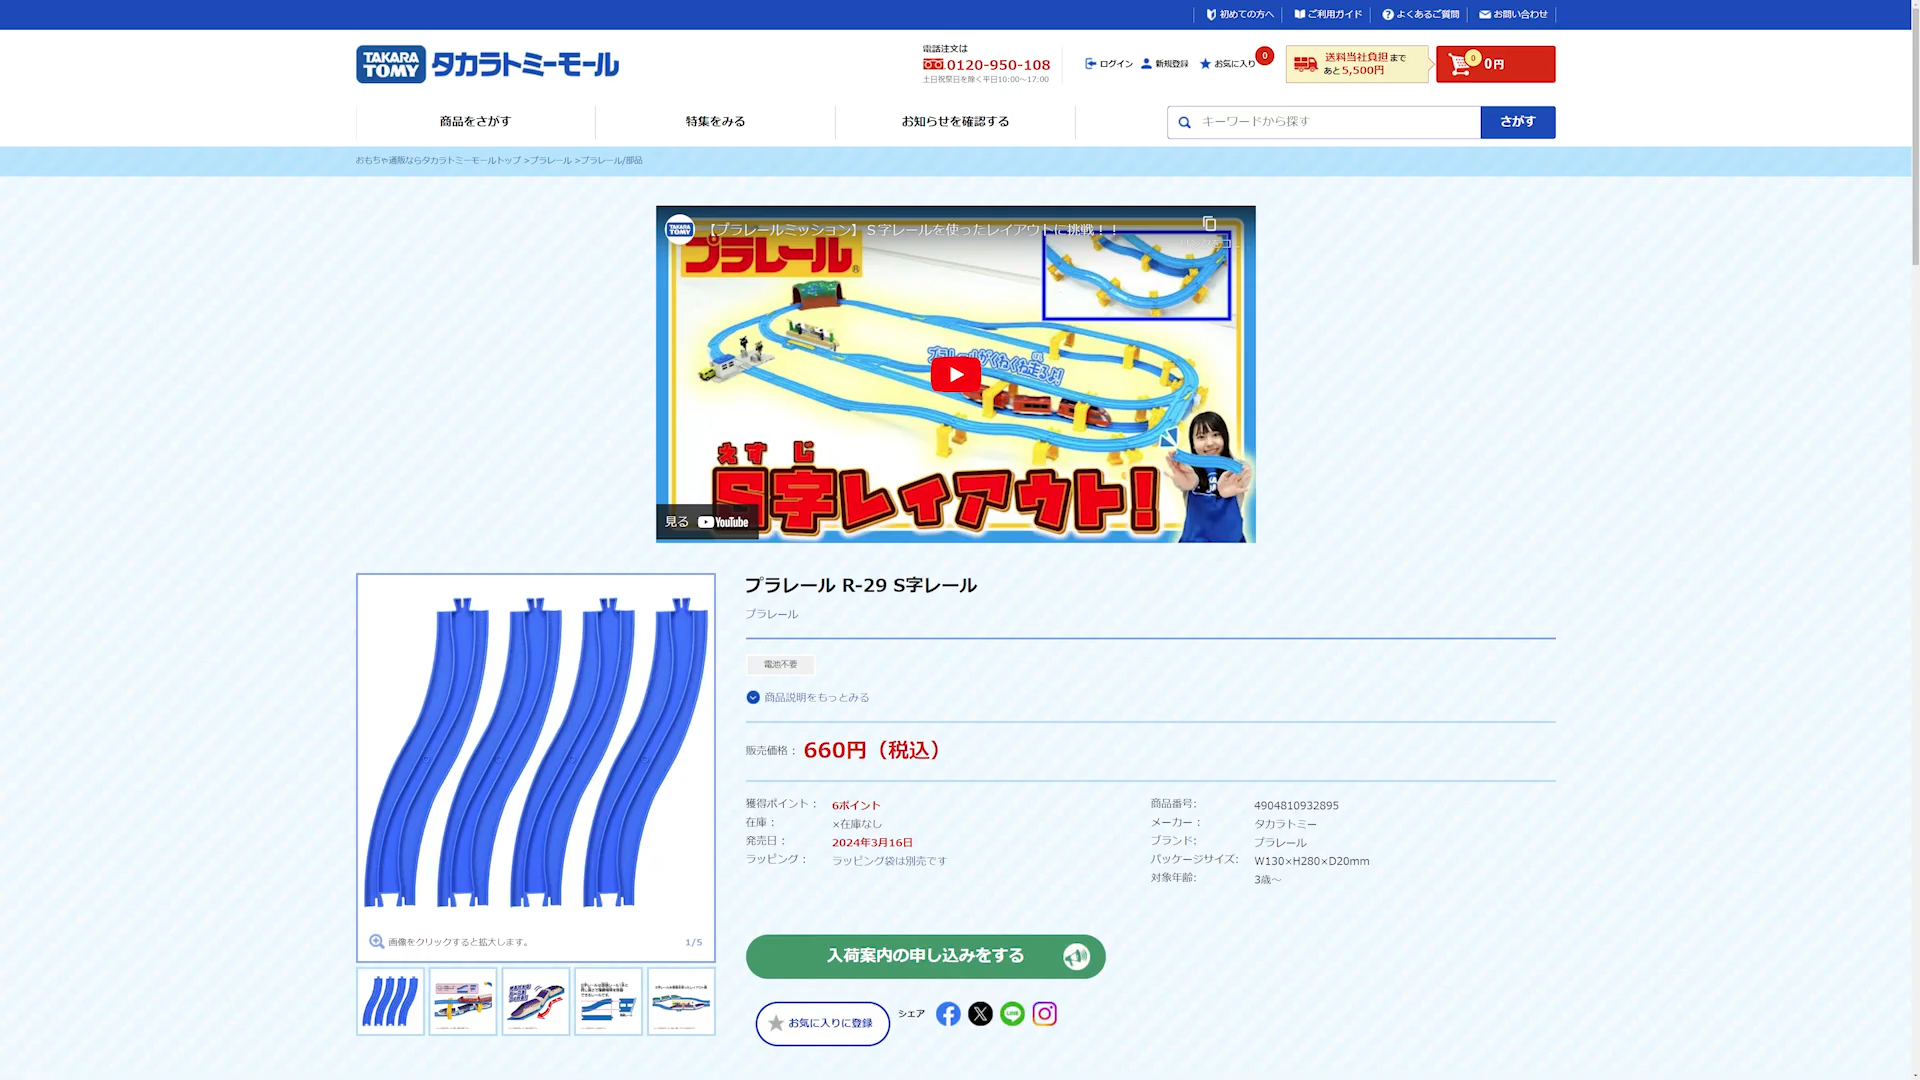 初めての方へ
ご利用ガイド
よくあるご質問
お問い合わせ
TAKARA TOMY タカラトミーモール
電話注文は
0120-950-108
土日祝祭日を除く平日10:00～17:00
ログイン
新規登録
お気に入り
0
送料当社負担まで
あと5,500円
0
0円
商品をさがす
特集をみる
お知らせを確認する
キーワードから探す
さがす
おもちゃ通販ならタカラトミーモールトップ >プラレール >プラレール/部品
TAKARA TOMY
【プラレールミッション】Ｓ字レールを使ったレイアウトに挑戦！！
プラレール
えす じ
S字レイアウト!
見る YouTube
プラレール R-29 S字レール
プラレール
電池不要
商品説明をもっとみる
販売価格： 660円（税込）
獲得ポイント： 6ポイント
在庫： ×在庫なし
発売日： 2024年3月16日
ラッピング： ラッピング袋は別売です
商品番号: 4904810932895
メーカー： タカラトミー
ブランド: プラレール
パッケージサイズ: W130×H280×D20mm
対象年齢: 3歳～
画像をクリックすると拡大します。
1/5
入荷案内の申し込みをする
お気に入りに登録
シェア